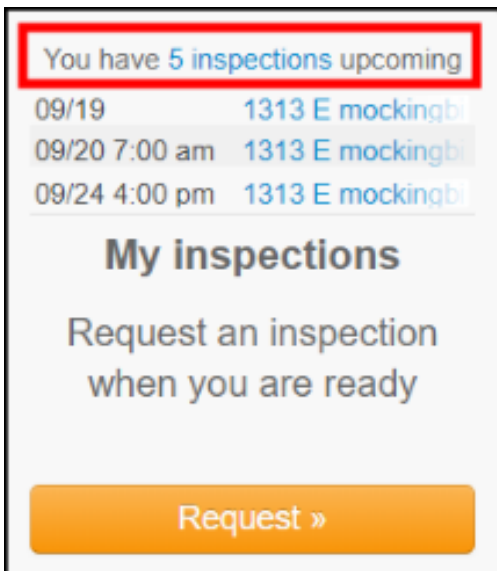 You have 5 inspections upcoming
09/19 1313 E mockingbi
09/20 7:00 am 1313 E mockingbi
09/24 4:00 pm 1313 E mockingbi
My inspections
Request an inspection
when you are ready
Request »